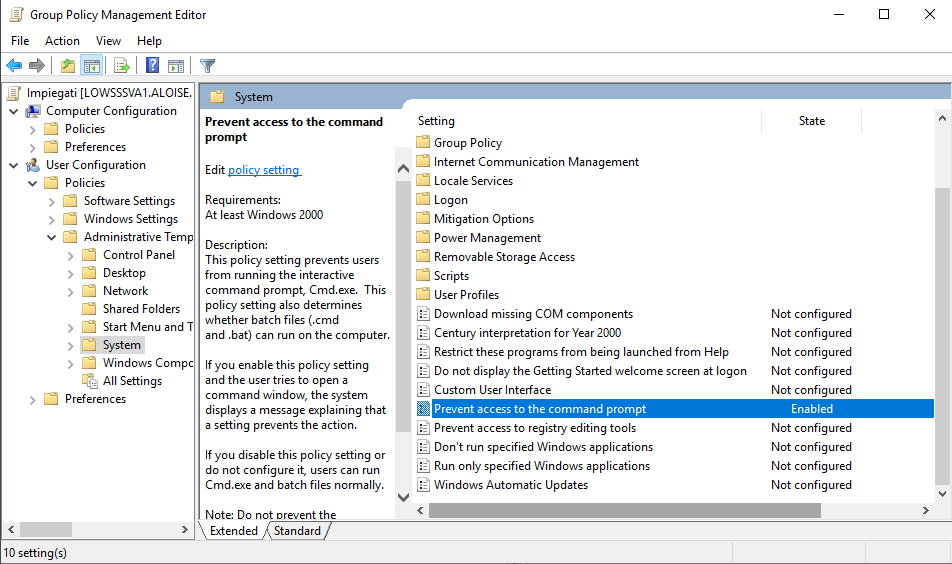 Group Policy Management Editor
File Action View Help
Impiegati [LOWSSSVA1.ALOISE.
Computer Configuration
Policies
Preferences
User Configuration
Policies
Software Settings
Windows Settings
Administrative Temp
Control Panel
Desktop
Network
Shared Folders
Start Menu and T
System
Windows Compo
All Settings
Preferences
System
Prevent access to the command
prompt
Edit policy setting
Requirements:
At least Windows 2000
Description:
This policy setting prevents users
from running the interactive
command prompt, Cmd.exe. This
policy setting also determines
whether batch files (.cmd
and .bat) can run on the computer.
If you enable this policy setting
and the user tries to open a
command window, the system
displays a message explaining that
a setting prevents the action.
If you disable this policy setting or
do not configure it, users can run
Cmd.exe and batch files normally.
Note: Do not prevent the
Setting State
Group Policy
Internet Communication Management
Locale Services
Logon
Mitigation Options
Power Management
Removable Storage Access
Scripts
User Profiles
Download missing COM components Not configured
Century interpretation for Year 2000 Not configured
Restrict these programs from being launched from Help Not configured
Do not display the Getting Started welcome screen at logon Not configured
Custom User Interface Not configured
Prevent access to the command prompt Enabled
Prevent access to registry editing tools Not configured
Don't run specified Windows applications Not configured
Run only specified Windows applications Not configured
Windows Automatic Updates Not configured
Extended Standard
10 setting(s)